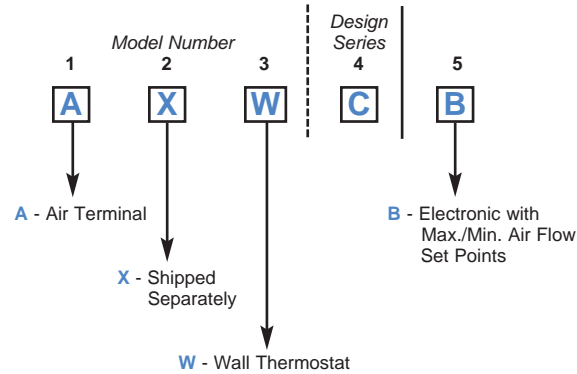 Model Number
Design
Series
1 2 3 4 5
A X W C B
A - Air Terminal
B - Electronic with
Max./Min. Air Flow
Set Points
X - Shipped
Separately
W - Wall Thermostat